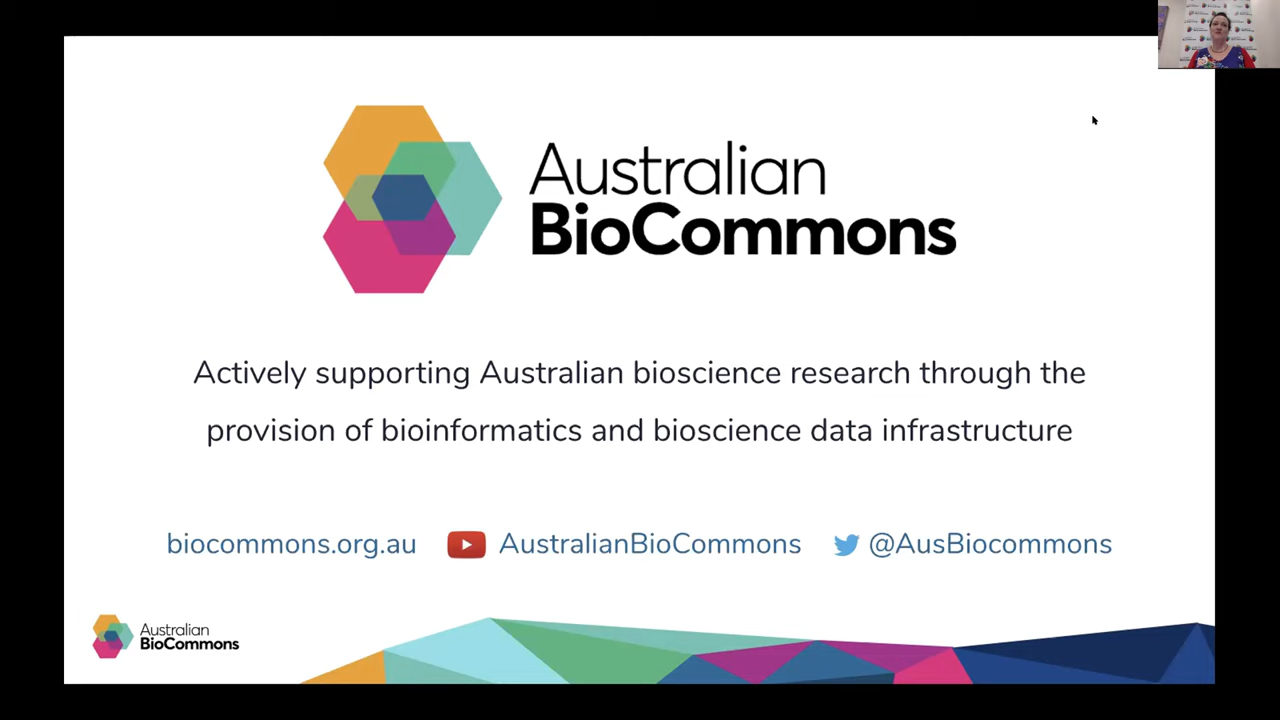 Australian
BioCommons
Actively supporting Australian bioscience research through the
provision of bioinformatics and bioscience data infrastructure
biocommons.org.au AustralianBioCommons @AusBiocommons
Australian
BioCommons